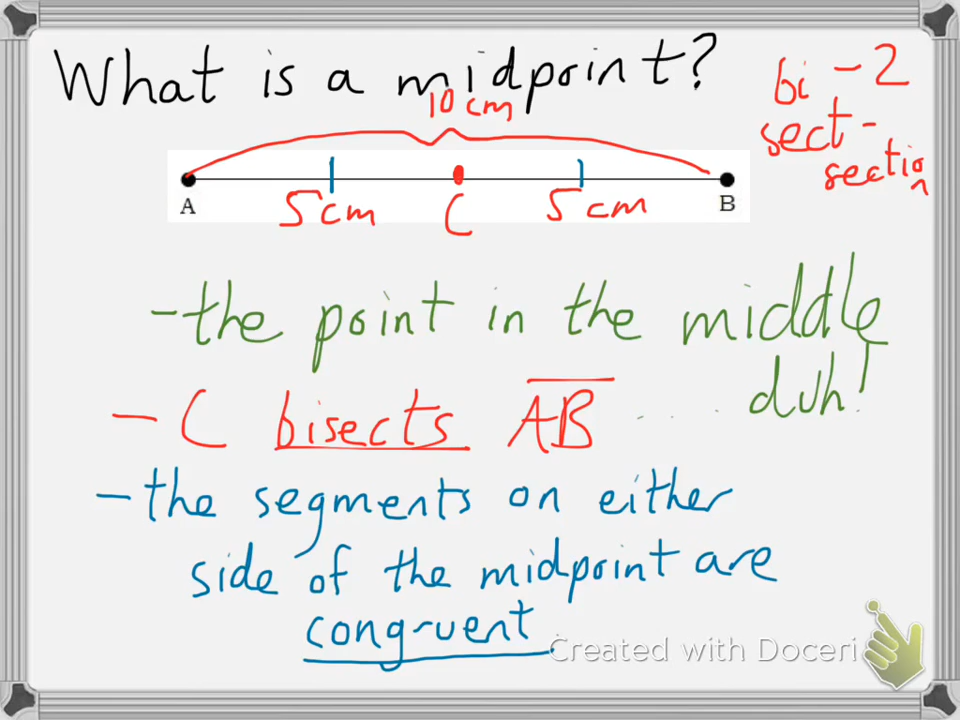 What is a midpoint?
bi - 2
sect -
section
10 cm
A
5 cm
C
5 cm
B
- the point in the middle
duh!
- C bisects AB
- the segments on either
side of the midpoint are
congruent
Created with Doceri